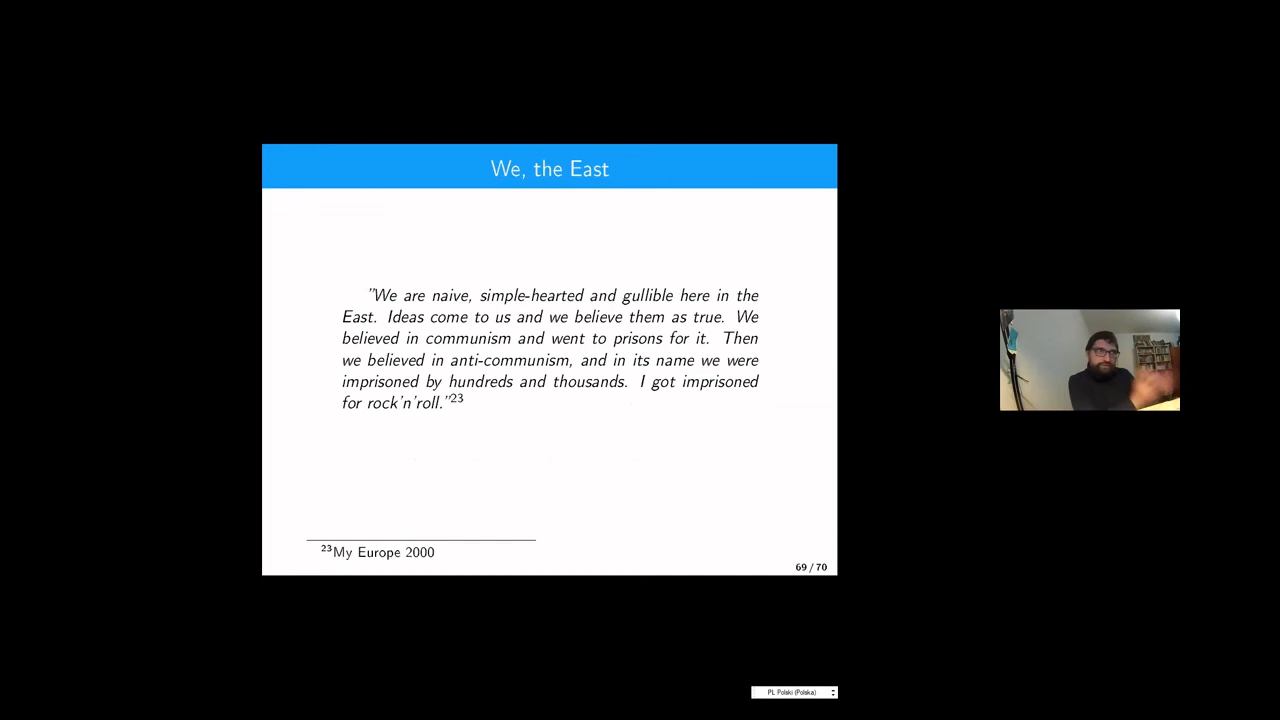 We, the East
”We are naive, simple-hearted and gullible here in the
East. Ideas come to us and we believe them as true. We
believed in communism and went to prisons for it. Then
we believed in anti-communism, and in its name we were
imprisoned by hundreds and thousands. I got imprisoned
for rock'n'roll.”23
23My Europe 2000
69 / 70
PL Polski (Polska)